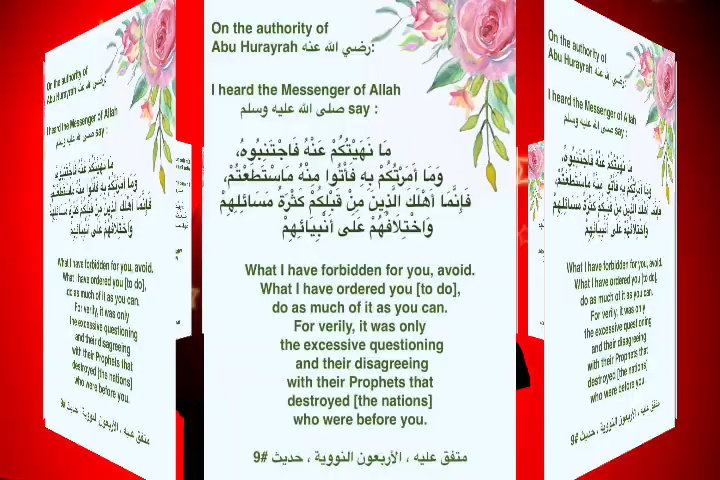 On the authority of
Abu Hurayrah رضي الله عنه:
I heard the Messenger of Allah
صلى الله عليه وسلم say :
مَا نَهَيْتُكُمْ عَنْهُ فَاجْتَنِبُوهُ،
وَمَا أَمَرْتُكُمْ بِهِ فَأْتُوا مِنْهُ مَاسْتَطَعْتُمْ،
فَإِنَّمَا أَهْلَكَ الذِينَ مِنْ قَبْلِكُمْ كَثْرَةُ مَسَائِلِهِمْ
وَاخْتِلَافُهُمْ عَلَى أَنْبِيَائِهِمْ
What I have forbidden for you, avoid.
What I have ordered you [to do],
do as much of it as you can.
For verily, it was only
the excessive questioning
and their disagreeing
with their Prophets that
destroyed [the nations]
who were before you.
متفق عليه ، الأربعون النووية ، حديث #9